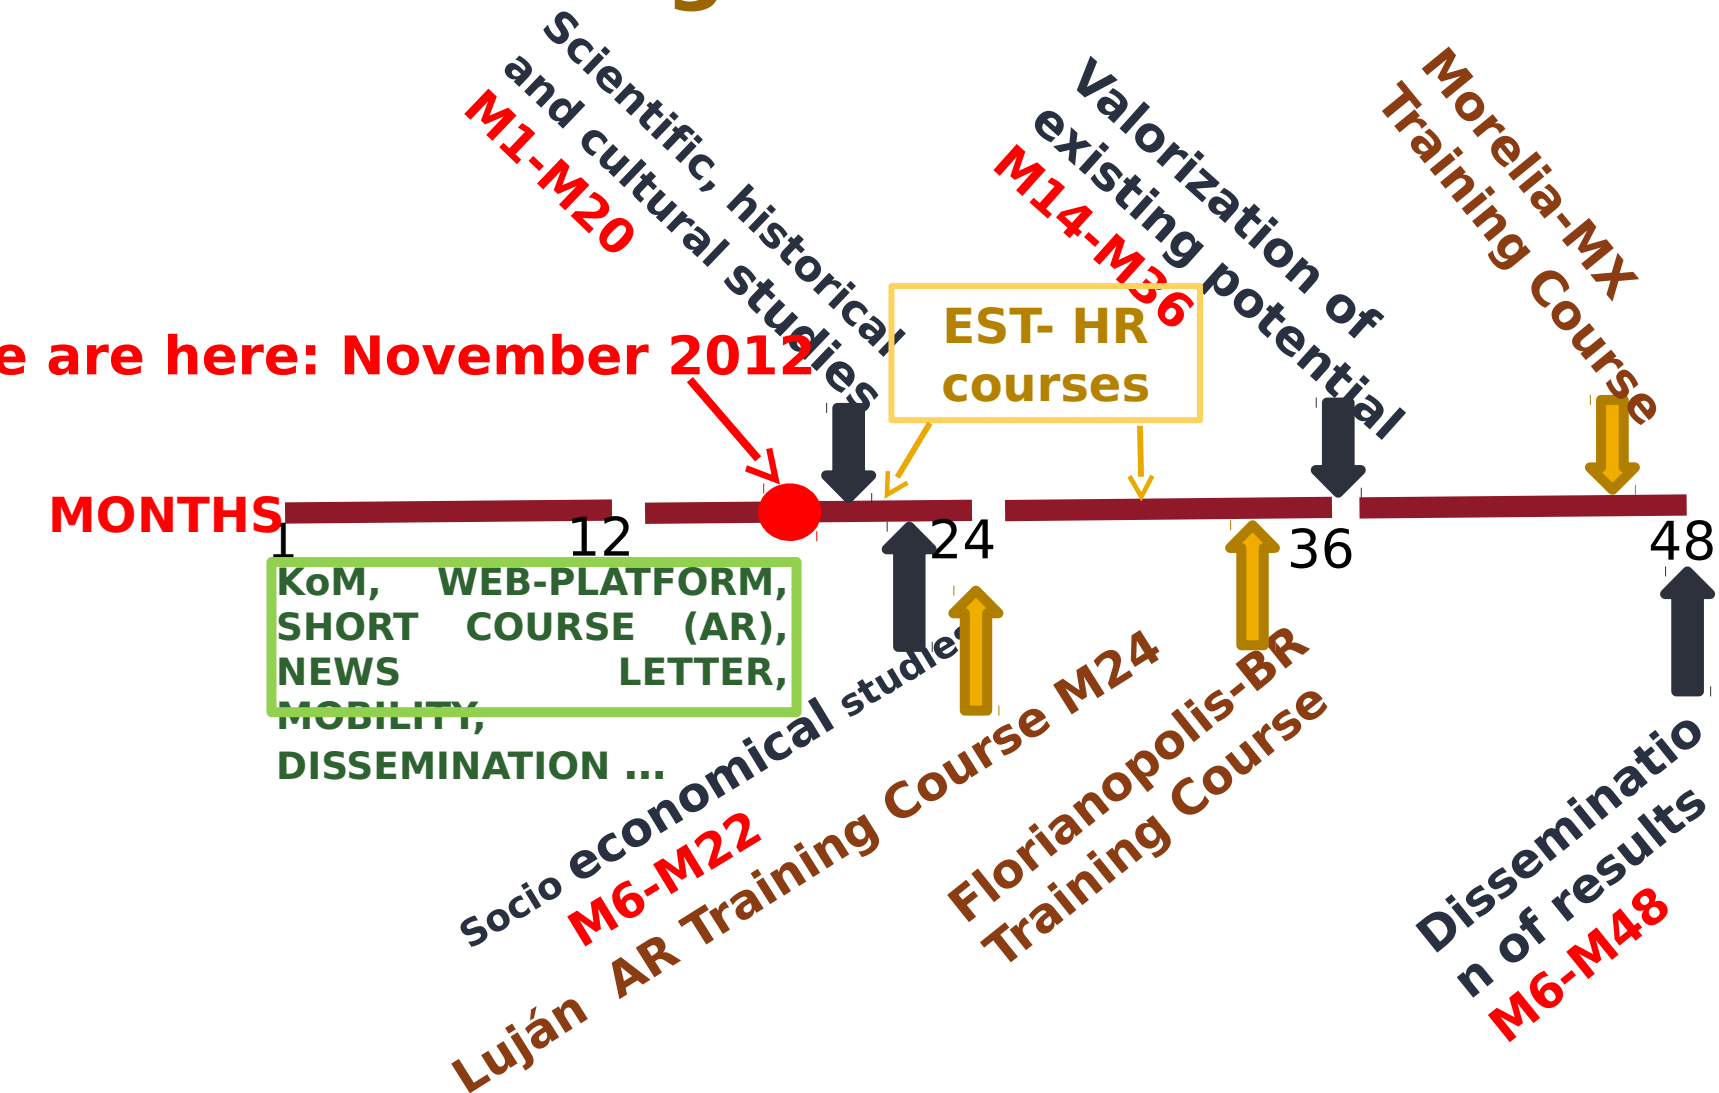 Scientific, historical
and cultural studies
M1-M20
Valorization of
existing potential
M14-M36
Morelia-MX
Training Course
EST- HR
courses
e are here: November 2012
MONTHS
1
12
24
36
48
KoM, WEB-PLATFORM,
SHORT COURSE (AR),
NEWS LETTER,
MOBILITY,
DISSEMINATION ...
Socio economical studies
M6-M22
Luján AR Training Course M24
Florianopolis-BR
Training Course
Disseminatio
n of results
M6-M48